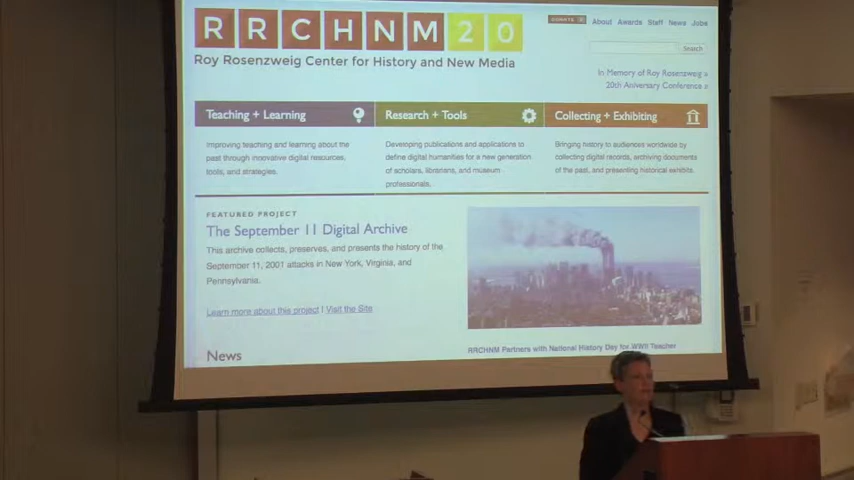 RRCHNM20
Roy Rosenzweig Center for History and New Media
DONATE
About Awards Staff News Jobs
Search
In Memory of Roy Rosenzweig
20th Aniversary Conference
Teaching + Learning
Improving teaching and learning about the
past through innovative digital resources,
tools, and strategies.
Research + Tools
Developing publications and applications to
define digital humanities for a new generation
of scholars, librarians, and museum
professionals.
Collecting + Exhibiting
Bringing history to audiences worldwide by
collecting digital records, archiving documents
of the past, and presenting historical exhibits.
FEATURED PROJECT
The September 11 Digital Archive
This archive collects, preserves, and presents the history of the
September 11, 2001 attacks in New York, Virginia, and
Pennsylvania.
Learn more about this project | Visit the Site
News
RRCHNM Partners with National History Day for WWII Teacher